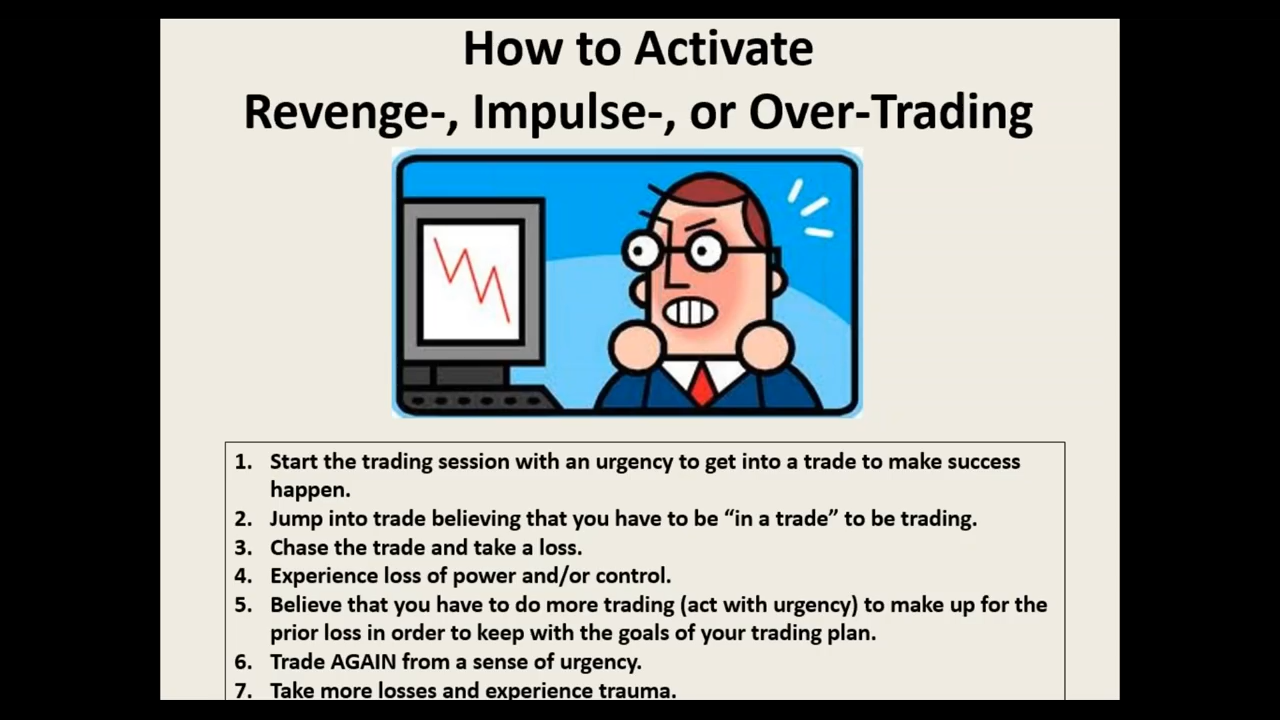 How to Activate
Revenge-, Impulse-, or Over-Trading
1. Start the trading session with an urgency to get into a trade to make success
happen.
2. Jump into trade believing that you have to be “in a trade” to be trading.
3. Chase the trade and take a loss.
4. Experience loss of power and/or control.
5. Believe that you have to do more trading (act with urgency) to make up for the
prior loss in order to keep with the goals of your trading plan.
6. Trade AGAIN from a sense of urgency.
7. Take more losses and experience trauma.